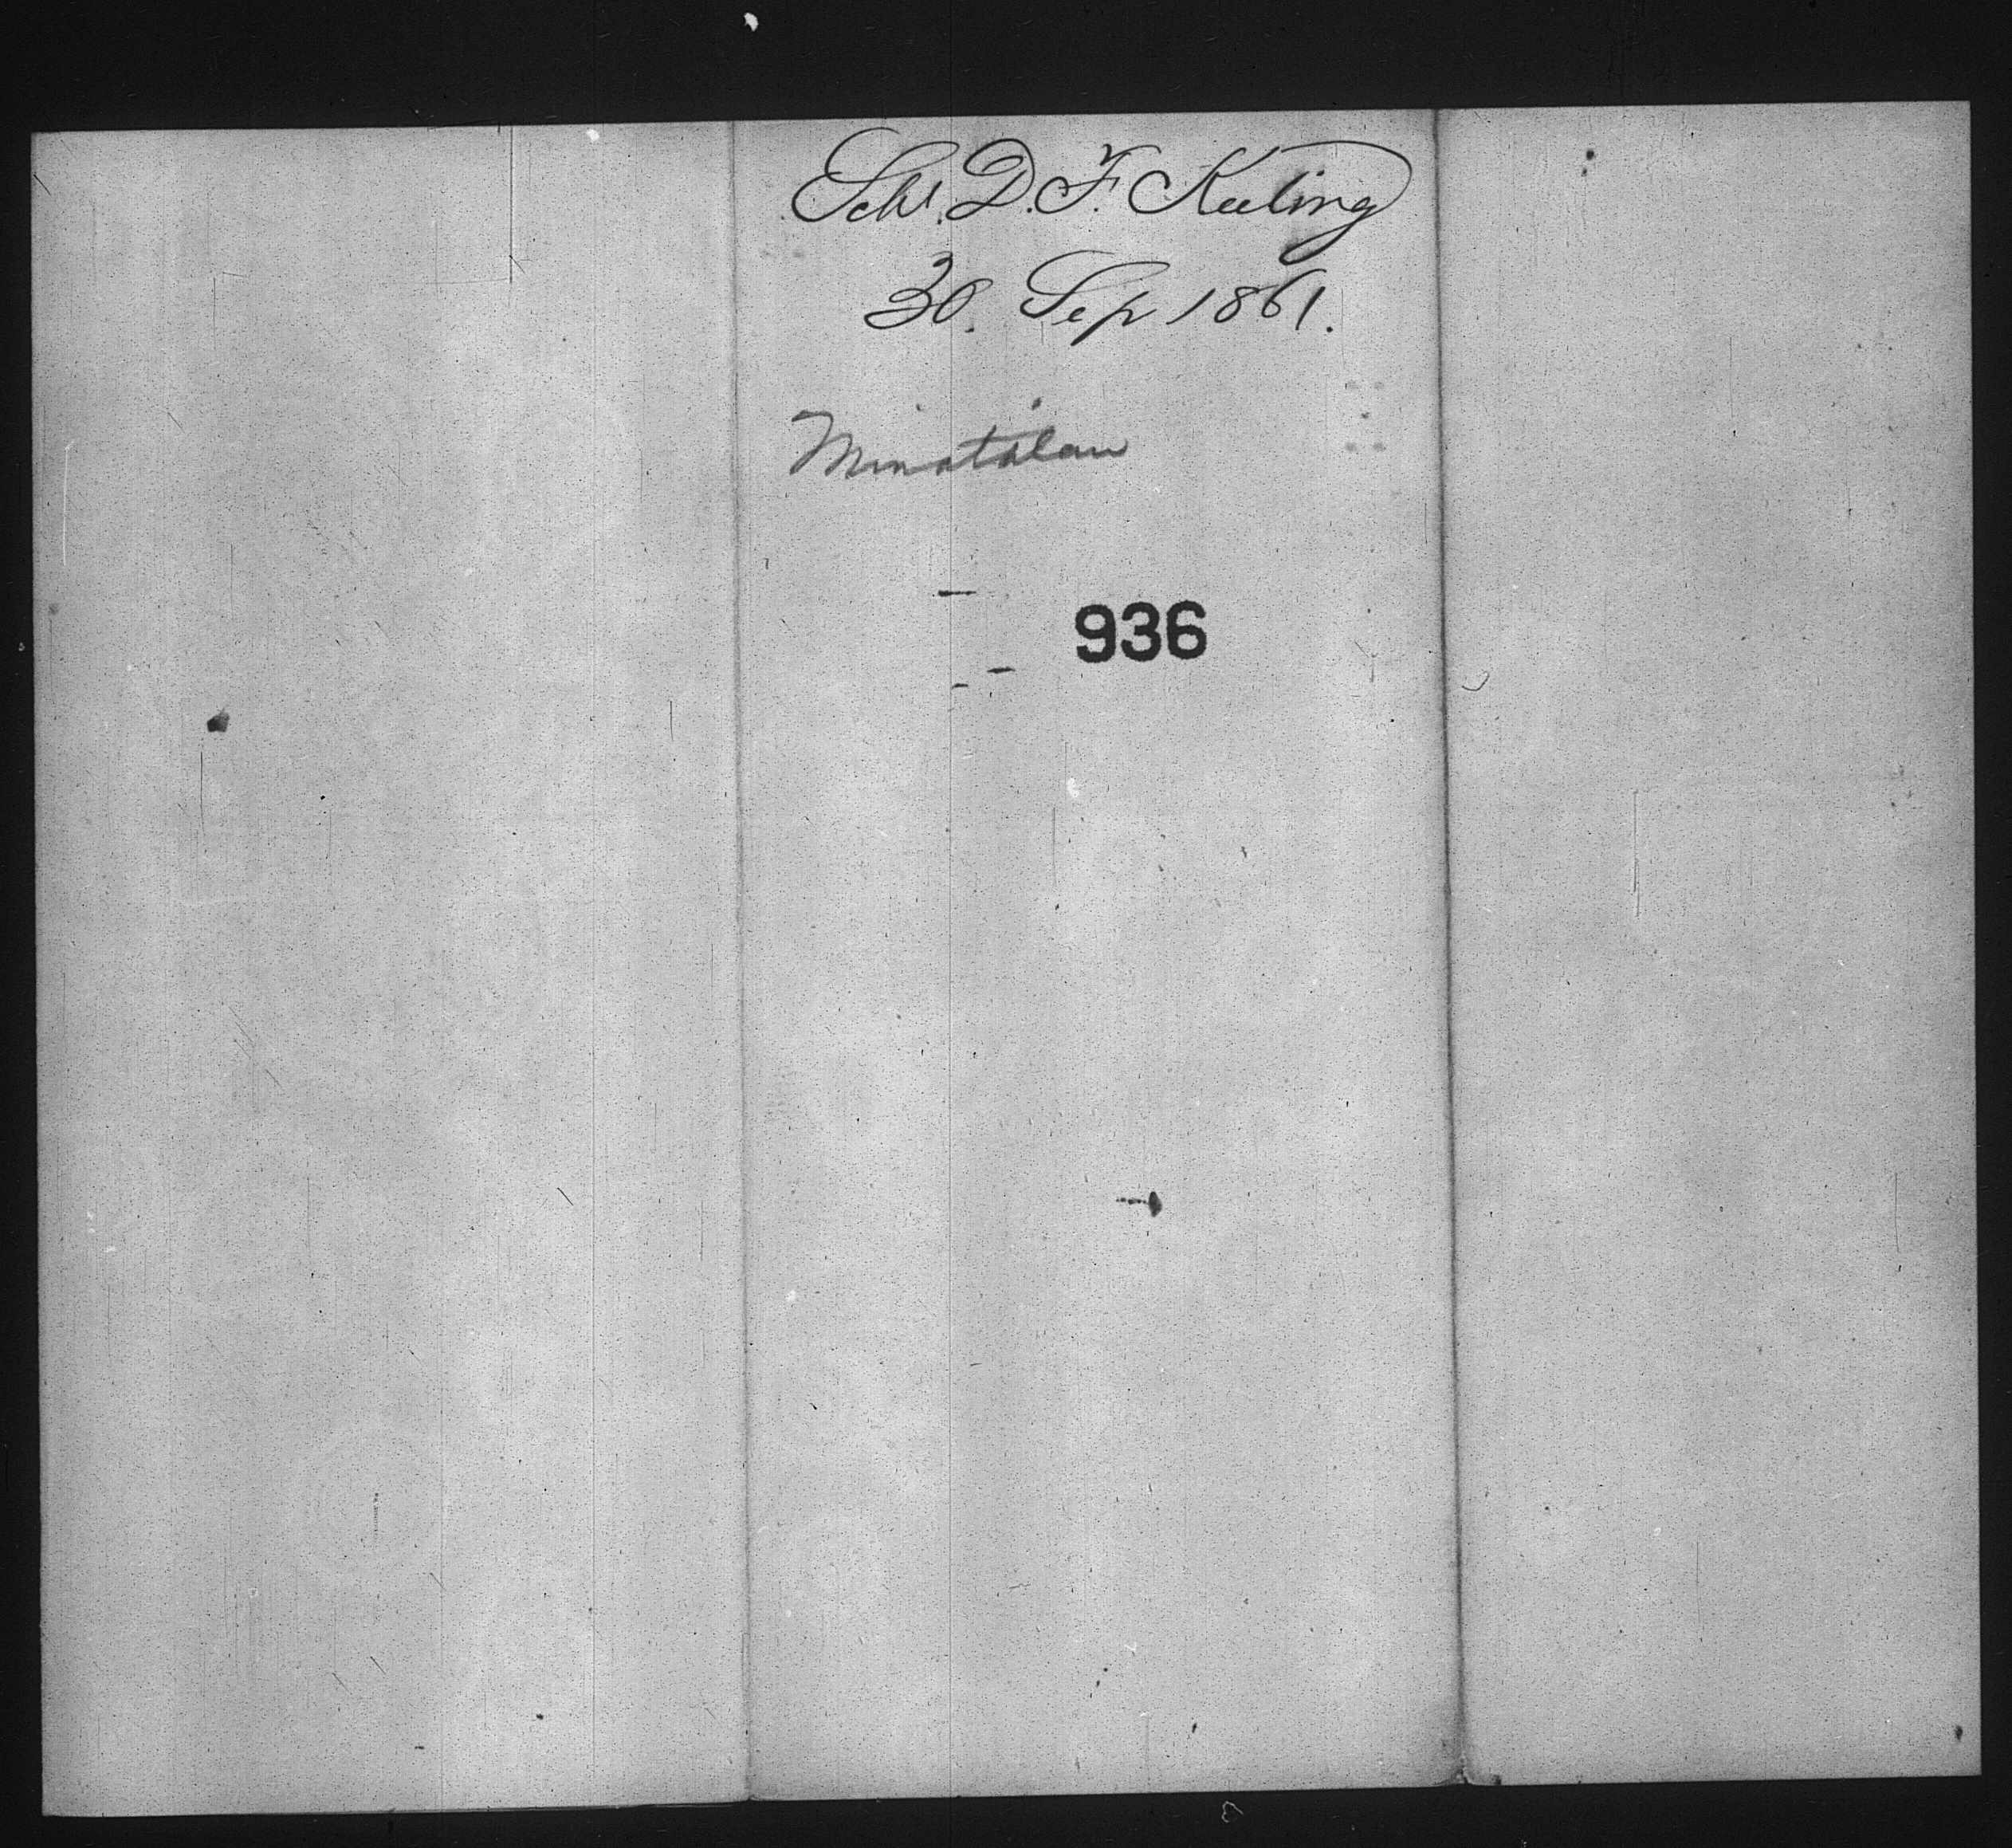 Schr. D. F. Keeling
30. Sep 1861.
Minatitlan
936